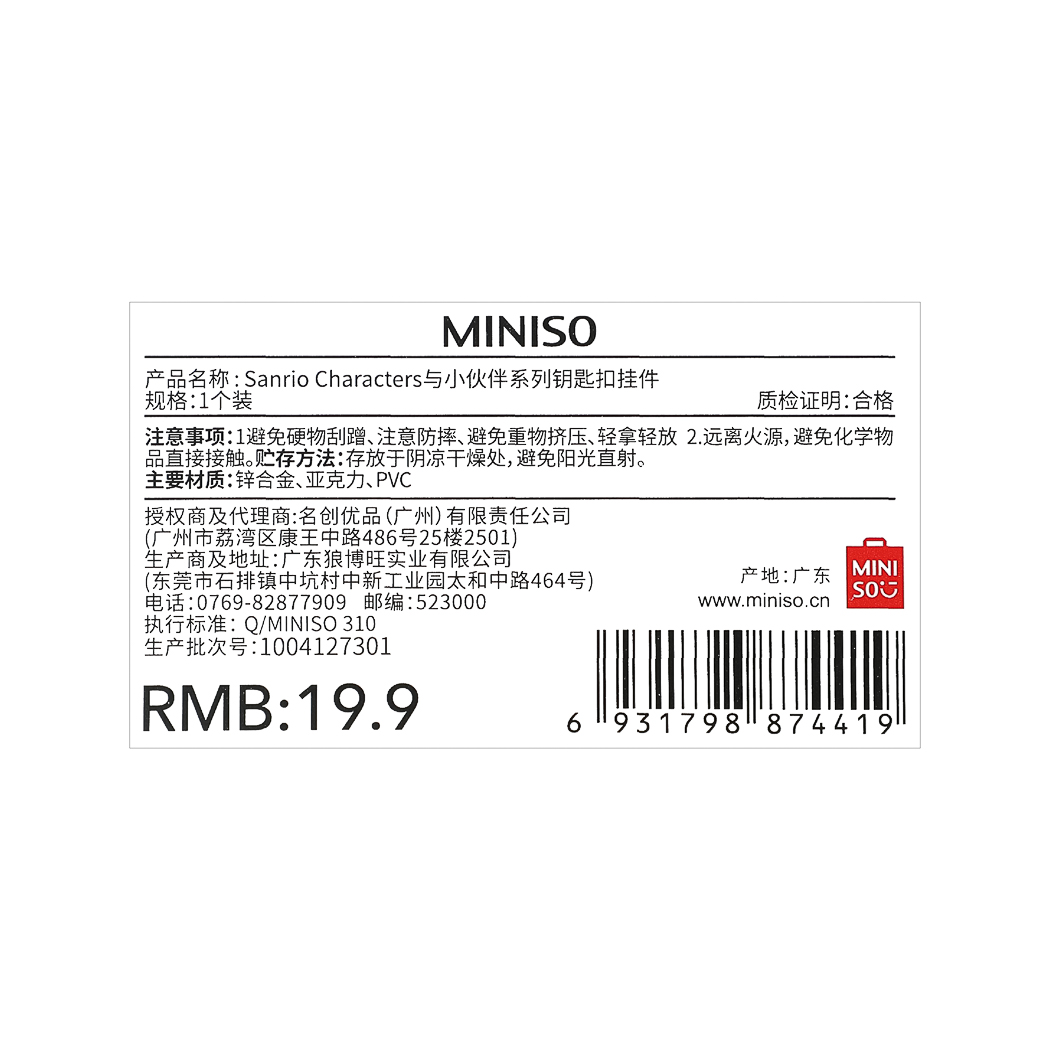 MINISO
产品名称：Sanrio Characters与小伙伴系列钥匙扣挂件
规格：1个装
质检证明：合格
注意事项：1避免硬物刮蹭、注意防摔、避免重物挤压、轻拿轻放 2.远离火源，避免化学物
品直接接触。贮存方法：存放于阴凉干燥处，避免阳光直射。
主要材质：锌合金、亚克力、PVC
授权商及代理商：名创优品（广州）有限责任公司
(广州市荔湾区康王中路486号25楼2501)
生产商及地址：广东狼博旺实业有限公司
(东莞市石排镇中坑村中新工业园太和中路464号)
电话：0769-82877909 邮编：523000
执行标准：Q/MINISO 310
生产批次号：1004127301
产地：广东
www.miniso.cn
MINI
SO
RMB:19.9
6 931798 874419